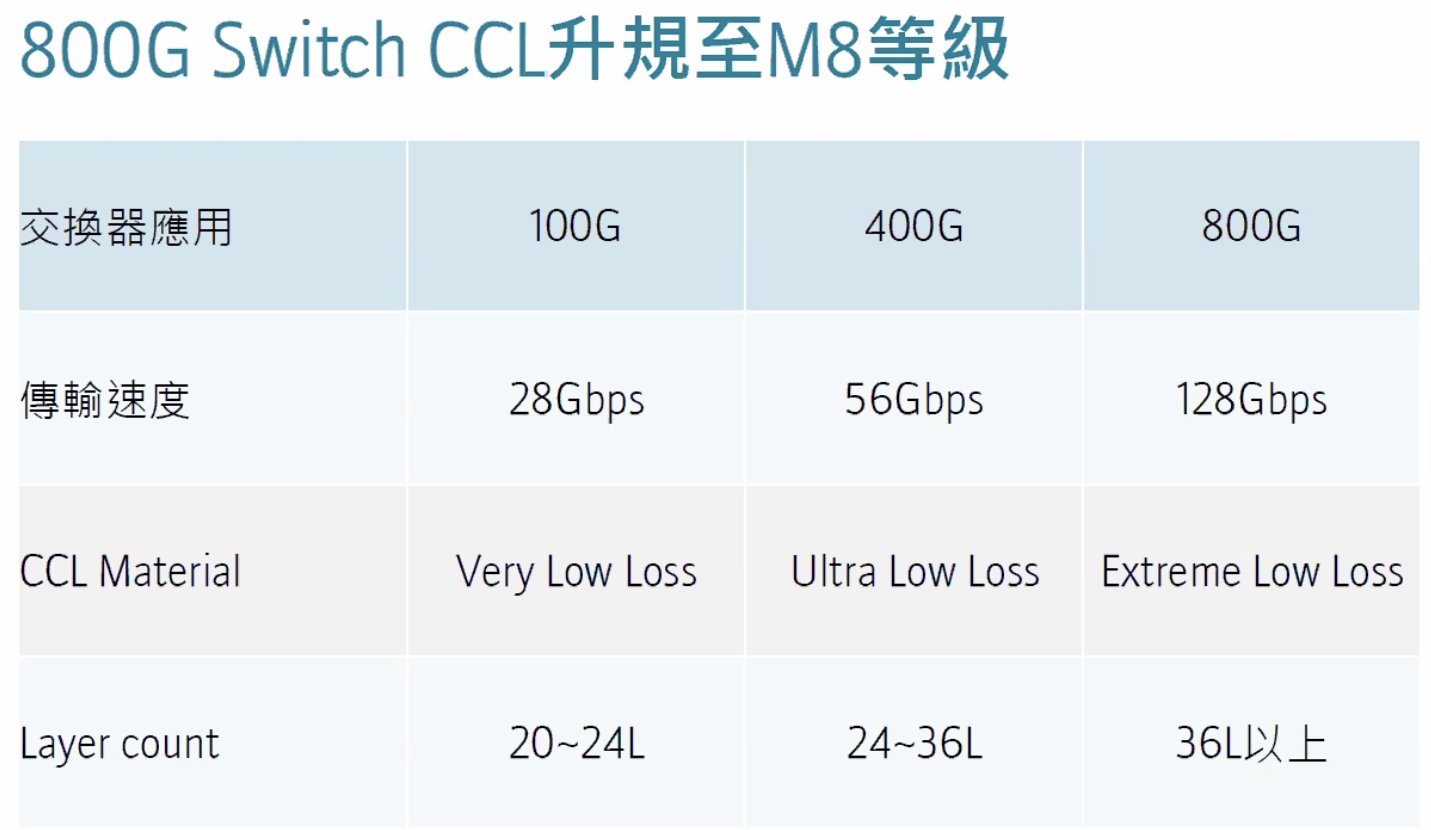 800G Switch CCL升規至M8等級
交換器應用 100G 400G 800G
傳輸速度 28Gbps 56Gbps 128Gbps
CCL Material Very Low Loss Ultra Low Loss Extreme Low Loss
Layer count 20~24L 24~36L 36L以上